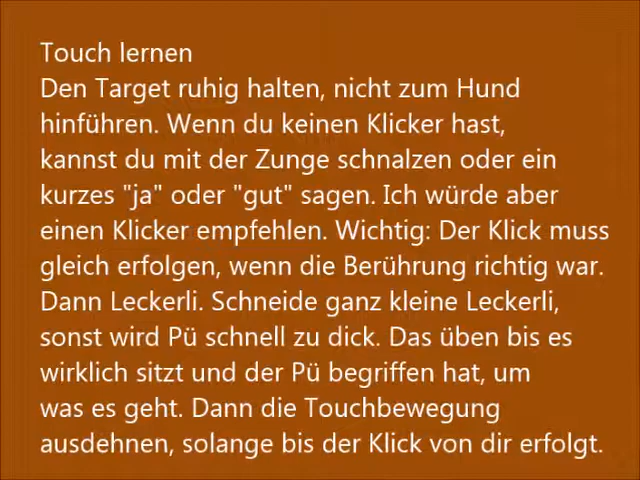 Touch lernen
Den Target ruhig halten, nicht zum Hund
hinführen. Wenn du keinen Klicker hast,
kannst du mit der Zunge schnalzen oder ein
kurzes "ja" oder "gut" sagen. Ich würde aber
einen Klicker empfehlen. Wichtig: Der Klick muss
gleich erfolgen, wenn die Berührung richtig war.
Dann Leckerli. Schneide ganz kleine Leckerli,
sonst wird Pü schnell zu dick. Das üben bis es
wirklich sitzt und der Pü begriffen hat, um
was es geht. Dann die Touchbewegung
ausdehnen, solange bis der Klick von dir erfolgt.